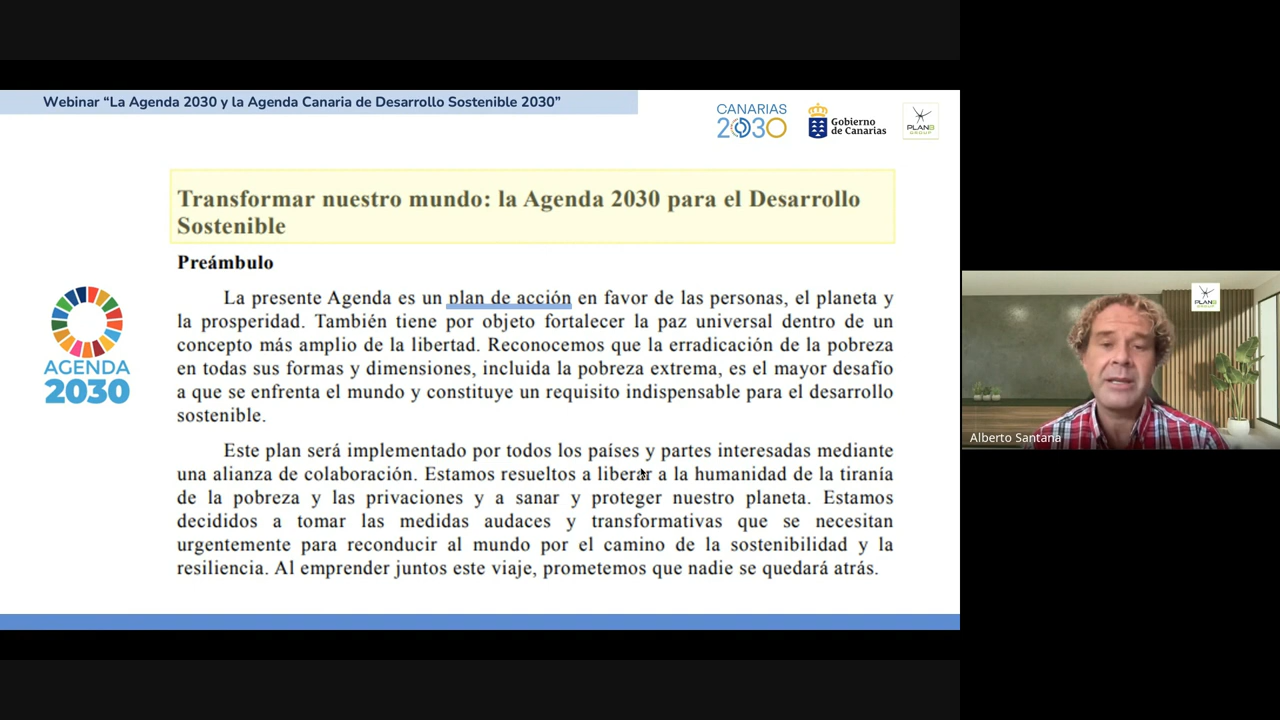 Webinar “La Agenda 2030 y la Agenda Canaria de Desarrollo Sostenible 2030”
CANARIAS
2030
Gobierno
de Canarias
PLANB
GROUP
Transformar nuestro mundo: la Agenda 2030 para el Desarrollo
Sostenible
Preámbulo
La presente Agenda es un plan de acción en favor de las personas, el planeta y
la prosperidad. También tiene por objeto fortalecer la paz universal dentro de un
concepto más amplio de la libertad. Reconocemos que la erradicación de la pobreza
en todas sus formas y dimensiones, incluida la pobreza extrema, es el mayor desafío
a que se enfrenta el mundo y constituye un requisito indispensable para el desarrollo
sostenible.
Este plan será implementado por todos los países y partes interesadas mediante
una alianza de colaboración. Estamos resueltos a liberar a la humanidad de la tiranía
de la pobreza y las privaciones y a sanar y proteger nuestro planeta. Estamos
decididos a tomar las medidas audaces y transformativas que se necesitan
urgentemente para reconducir al mundo por el camino de la sostenibilidad y la
resiliencia. Al emprender juntos este viaje, prometemos que nadie se quedará atrás.
AGENDA
2030
PLANB
Alberto Santana